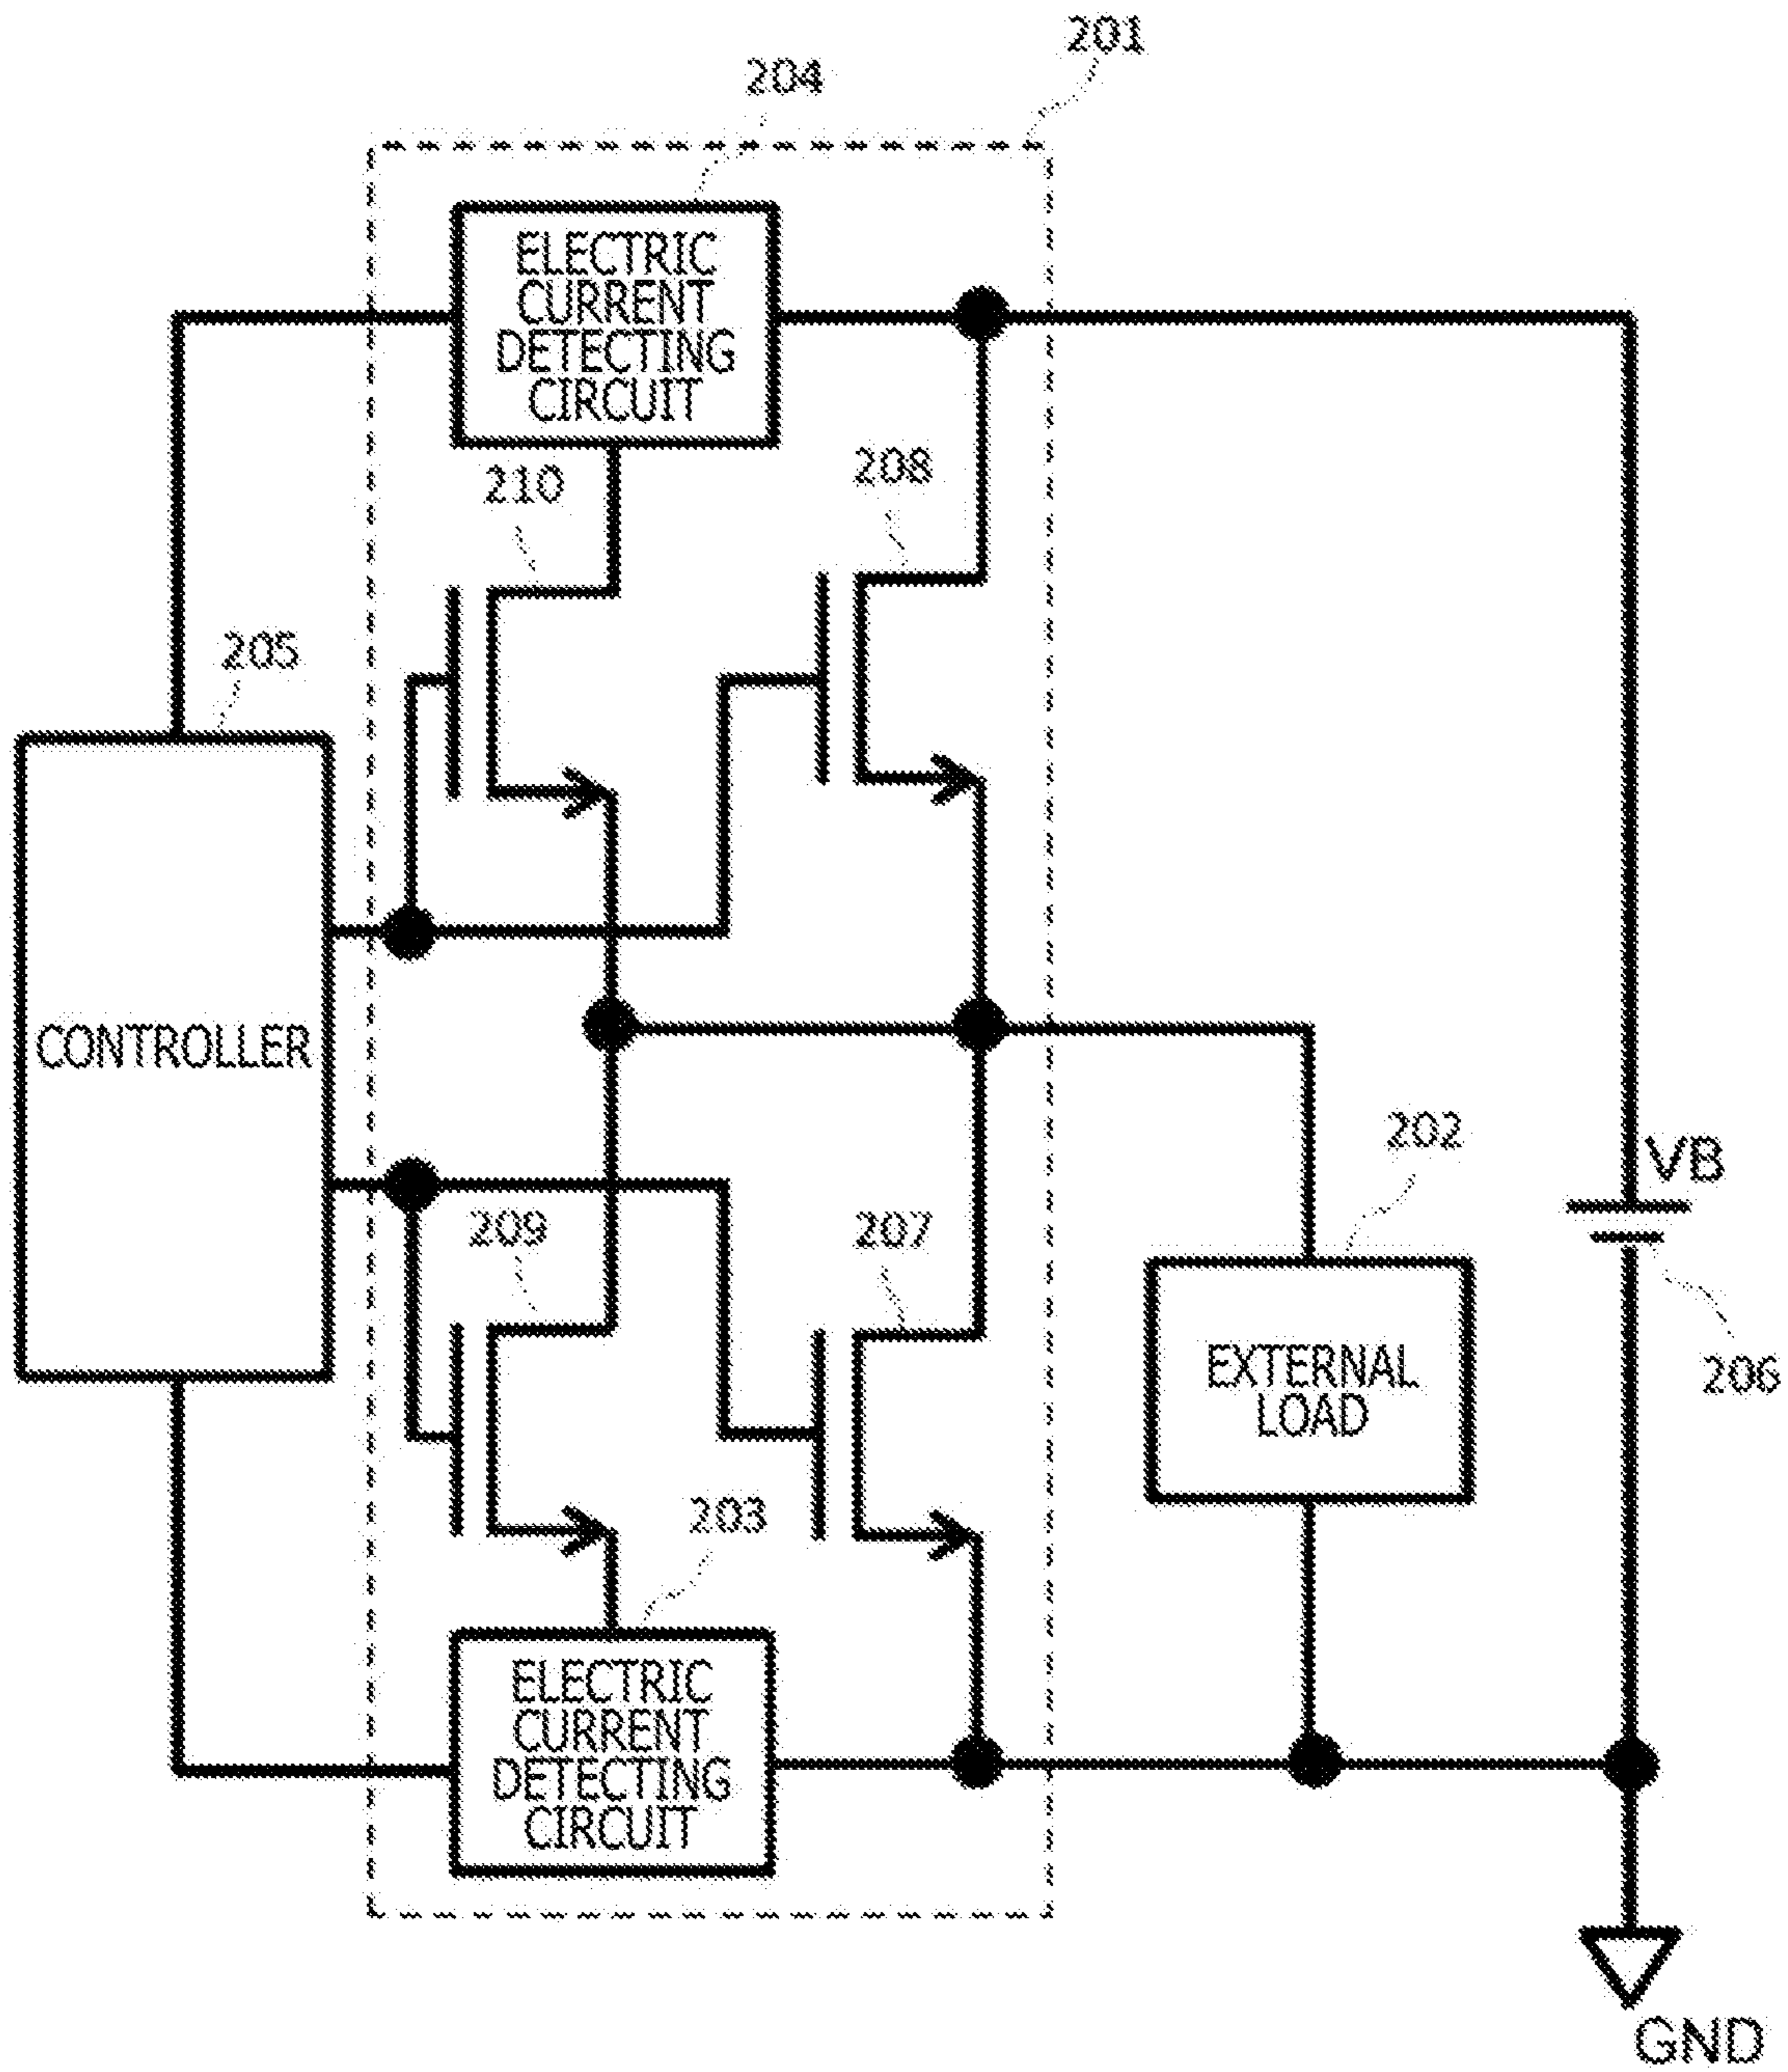 201
204
ELECTRIC
CURRENT
DETECTING
CIRCUIT
210
208
205
CONTROLLER
202
VB
209
207
206
EXTERNAL
LOAD
203
ELECTRIC
CURRENT
DETECTING
CIRCUIT
GND